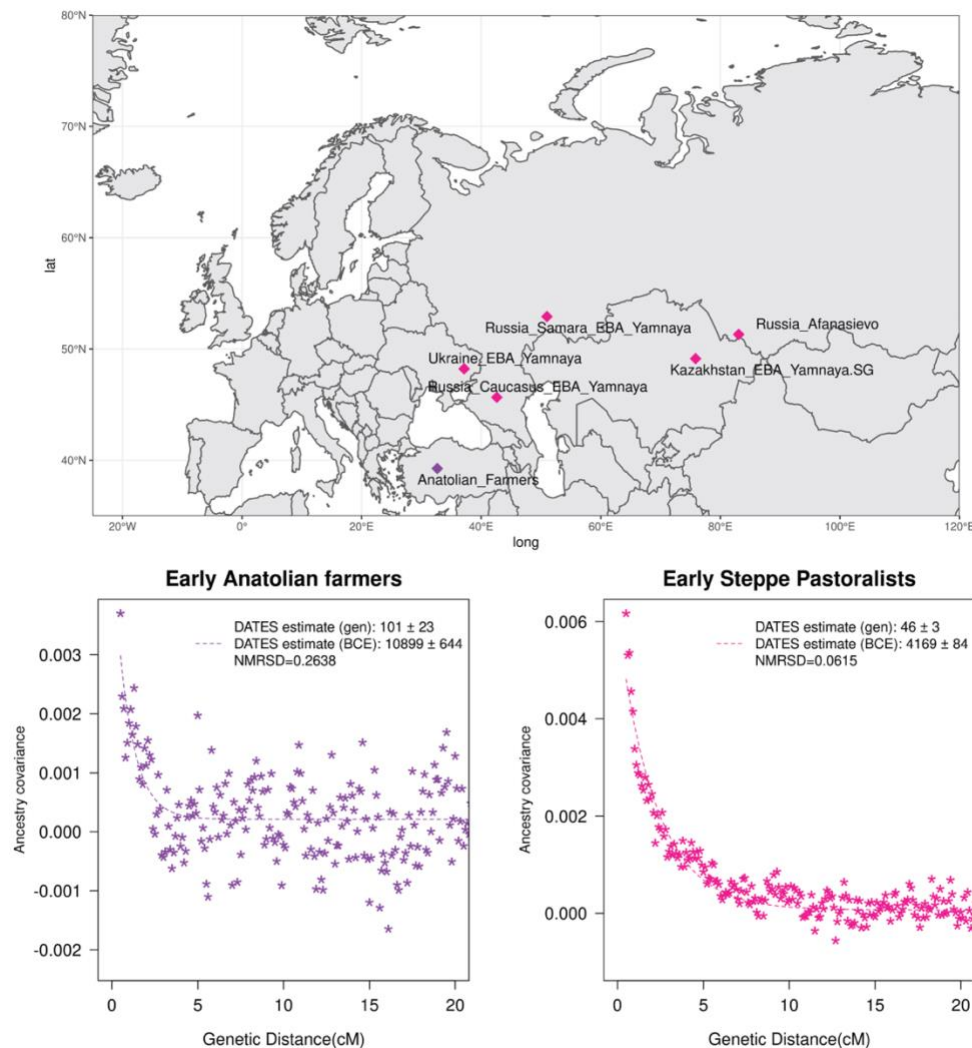 80°N
70°N
60°N
50°N
40°N
lat
Russia_Samara_EBA_Yamnaya
Russia_Afanasievo
Ukraine_EBA_Yamnaya
Kazakhstan_EBA_Yamnaya.SG
Russia_Caucasus_EBA_Yamnaya
Anatolian_Farmers
20°W
0°
20°E
40°E
60°E
80°E
100°E
120°E
long
Early Anatolian farmers
DATES estimate (gen): 101 ± 23
DATES estimate (BCE): 10899 ± 644
NMRSD=0.2638
Ancestry covariance
0.003
0.002
0.001
0.000
-0.001
-0.002
0
5
10
15
20
Genetic Distance(cM)
Early Steppe Pastoralists
DATES estimate (gen): 46 ± 3
DATES estimate (BCE): 4169 ± 84
NMRSD=0.0615
Ancestry covariance
0.006
0.004
0.002
0.000
0
5
10
15
20
Genetic Distance(cM)